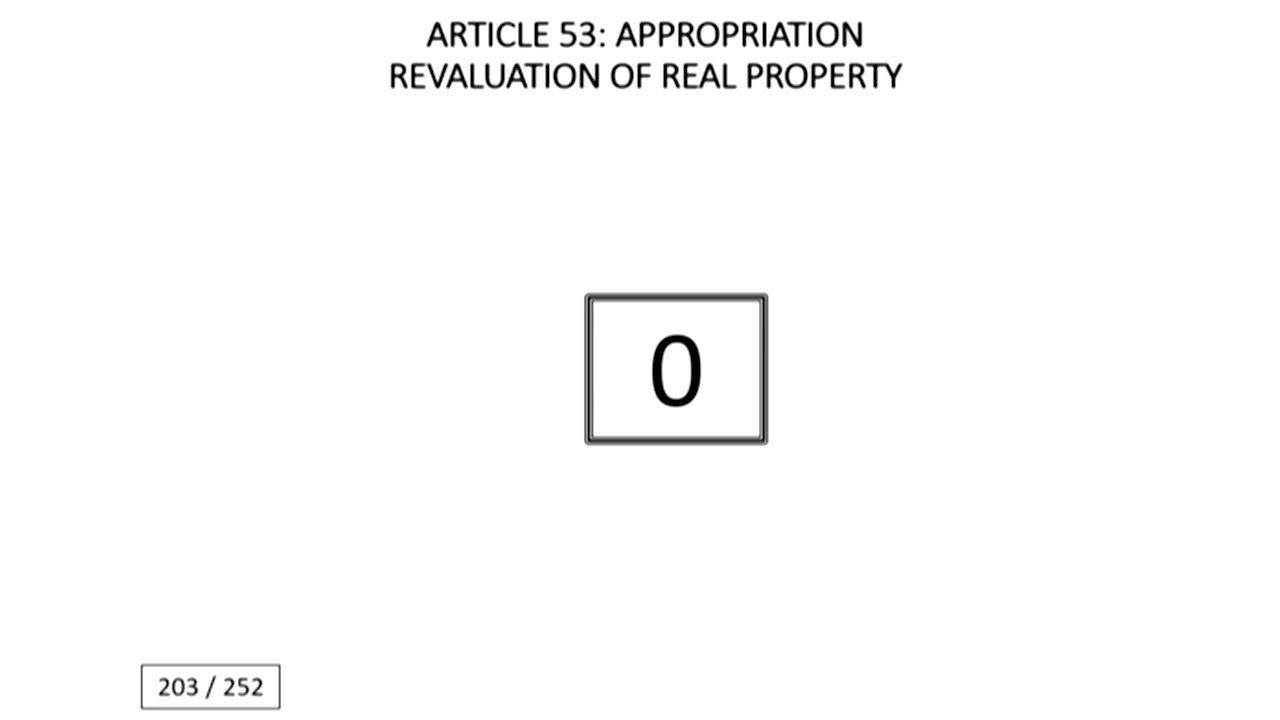 ARTICLE 53: APPROPRIATION
REVALUATION OF REAL PROPERTY
0
203 / 252